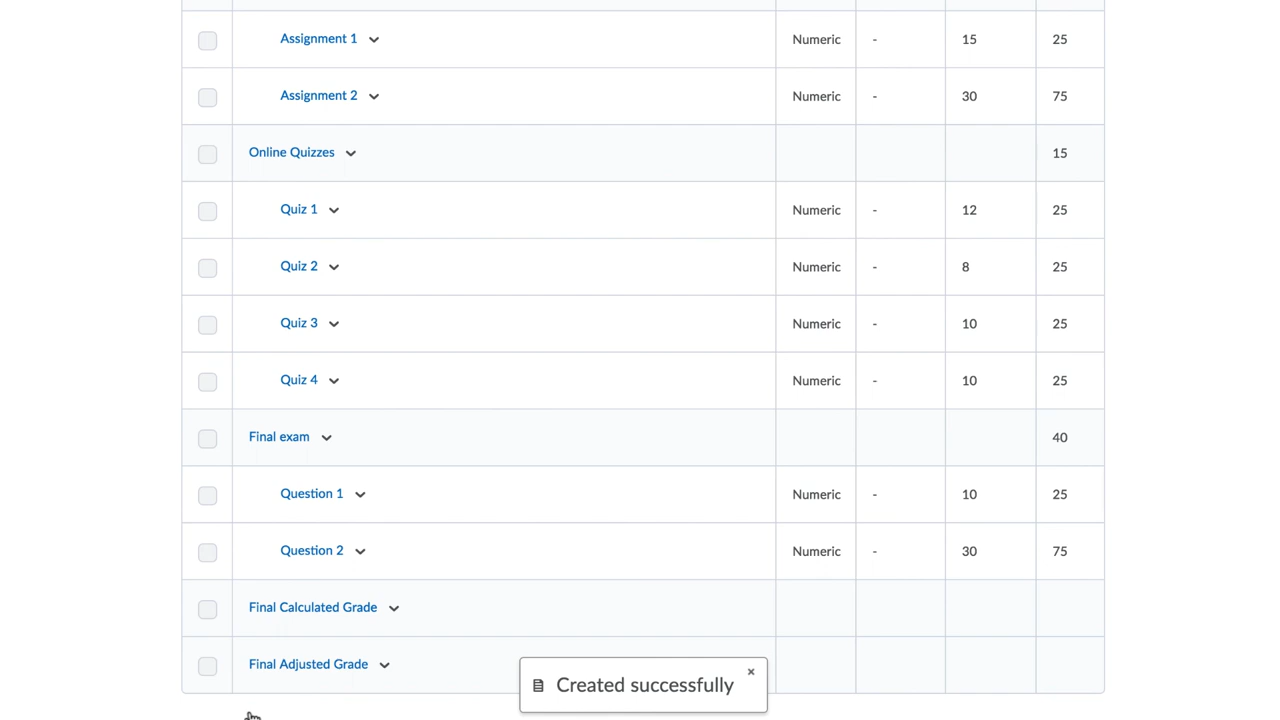 Assignment 1 Numeric - 15 25
Assignment 2 Numeric - 30 75
Online Quizzes 15
Quiz 1 Numeric - 12 25
Quiz 2 Numeric - 8 25
Quiz 3 Numeric - 10 25
Quiz 4 Numeric - 10 25
Final exam 40
Question 1 Numeric - 10 25
Question 2 Numeric - 30 75
Final Calculated Grade
Final Adjusted Grade
Created successfully